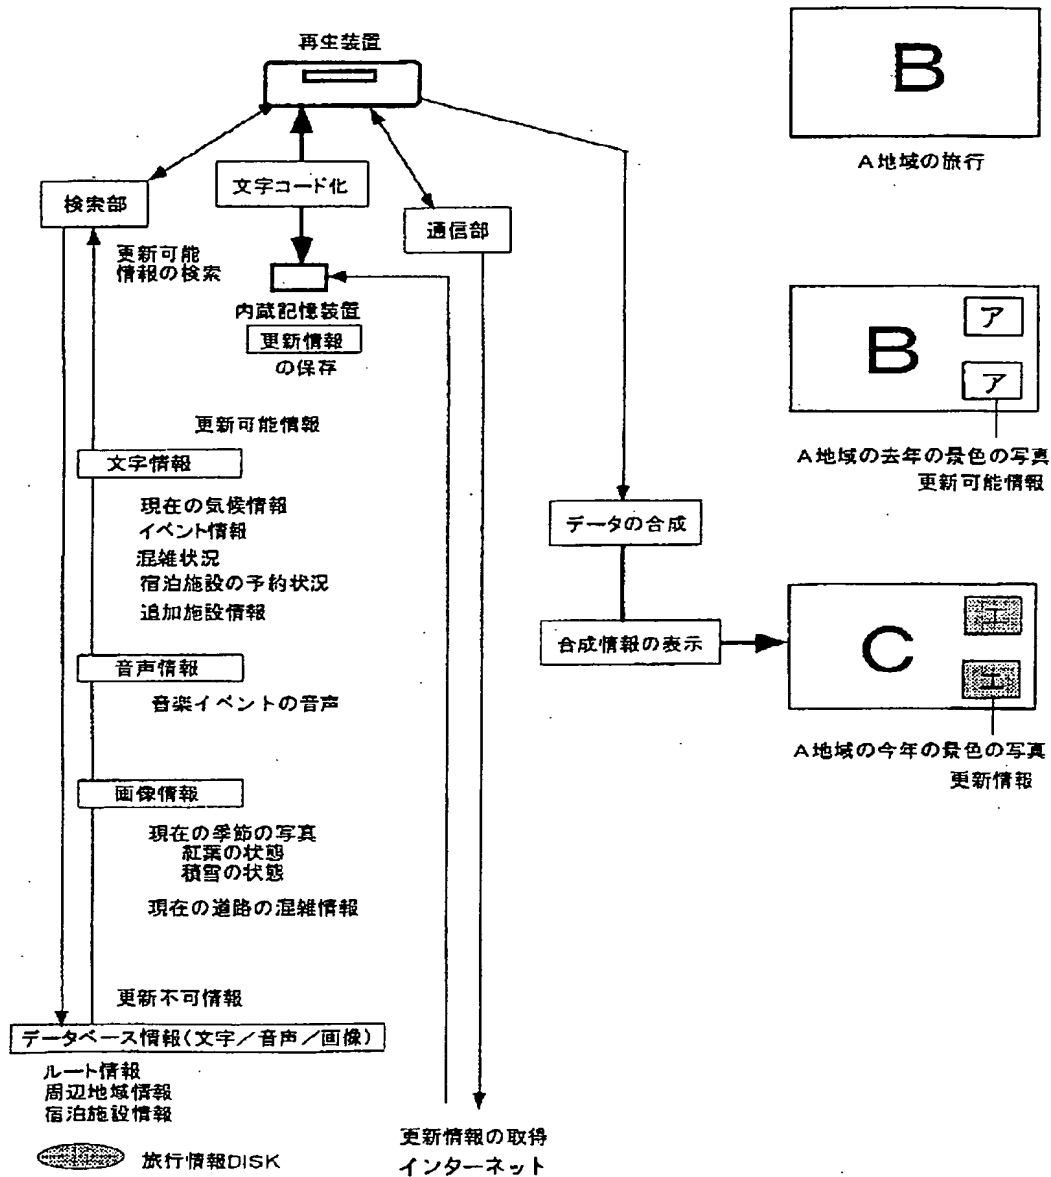 再生装置
検索部
文字コード化
通信部
更新可能
情報の検索
内蔵記憶装置
更新情報
の保存
更新可能情報
文字情報
現在の気候情報
イベント情報
混雑状況
宿泊施設の予約状況
追加施設情報
音声情報
音楽イベントの音声
画像情報
現在の季節の写真
紅葉の状態
積雪の状態
現在の道路の混雑情報
更新不可情報
データベース情報(文字/音声/画像)
ルート情報
周辺地域情報
宿泊施設情報
旅行情報DISK
更新情報の取得
インターネット
データの合成
合成情報の表示
B
A地域の旅行
B
ア
ア
A地域の去年の景色の写真
更新可能情報
C
エ
エ
A地域の今年の景色の写真
更新情報